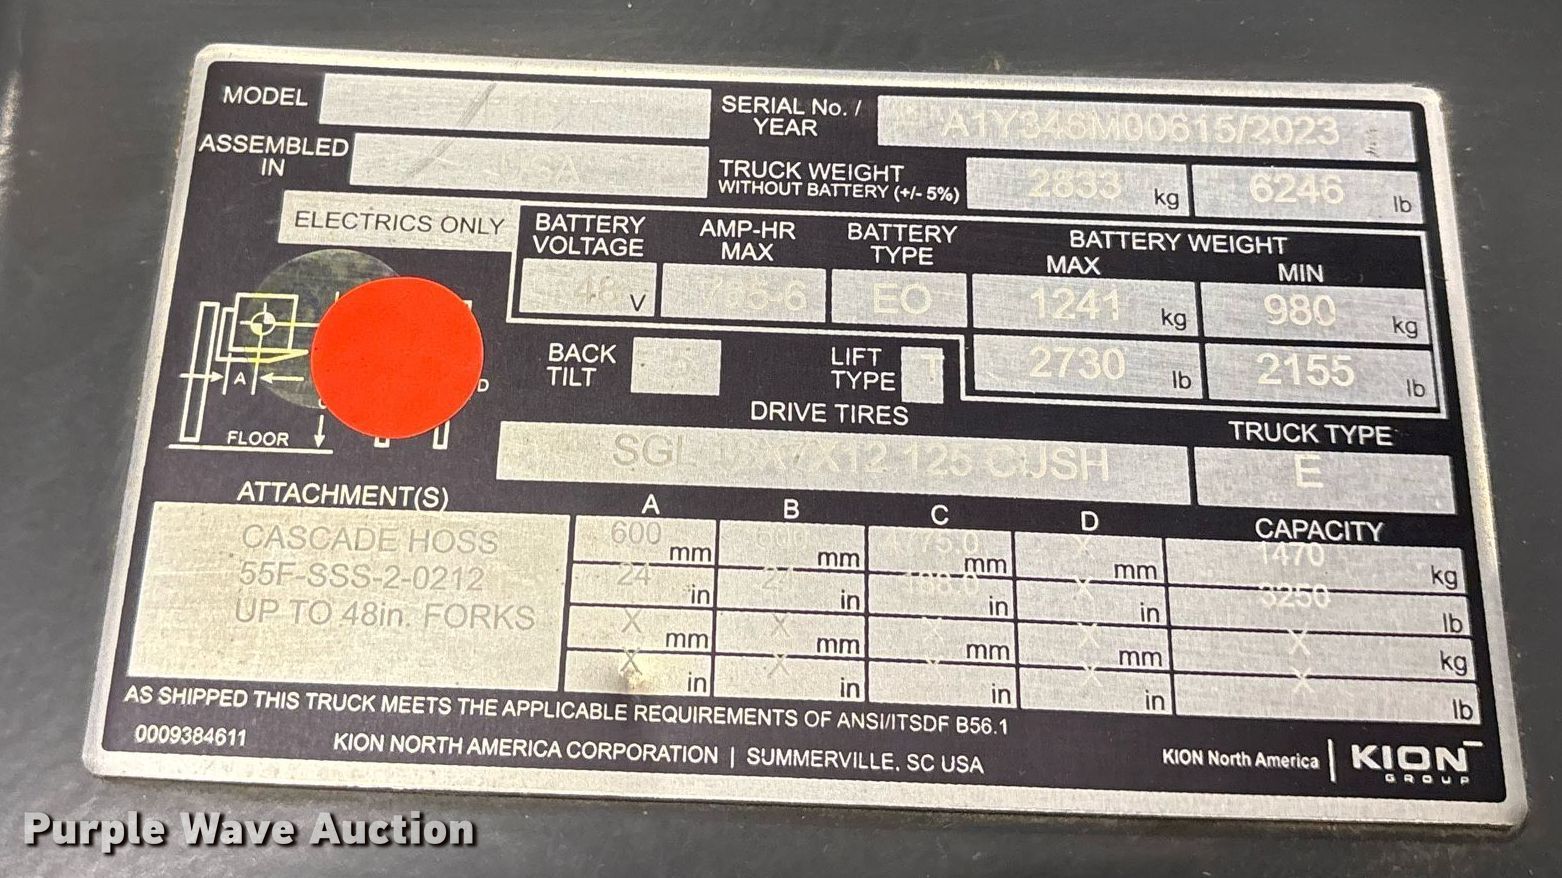 MODEL
SERIAL No. / YEAR
A1Y346M00615/2023
ASSEMBLED IN
USA
TRUCK WEIGHT
WITHOUT BATTERY (+/- 5%)
2833 kg
6246 lb
ELECTRICS ONLY
BATTERY VOLTAGE
AMP-HR MAX
BATTERY TYPE
BATTERY WEIGHT
MAX
MIN
48 V
EO
1241 kg
980 kg
BACK TILT
LIFT TYPE
T
2730 lb
2155 lb
A
D
FLOOR
DRIVE TIRES
TRUCK TYPE
X12 125 CUSH
E
ATTACHMENT(S)
A B C D CAPACITY
CASCADE HOSS
55F-SSS-2-0212
UP TO 48in. FORKS
600 mm 600 mm mm X mm 1470 kg
24 in 24 in in X in 3250 lb
X mm X mm X mm X mm X kg
X in X in X in X in X lb
AS SHIPPED THIS TRUCK MEETS THE APPLICABLE REQUIREMENTS OF ANSI/ITSDF B56.1
0009384611
KION NORTH AMERICA CORPORATION | SUMMERVILLE, SC USA
KION North America | KION
GROUP
Purple Wave Auction